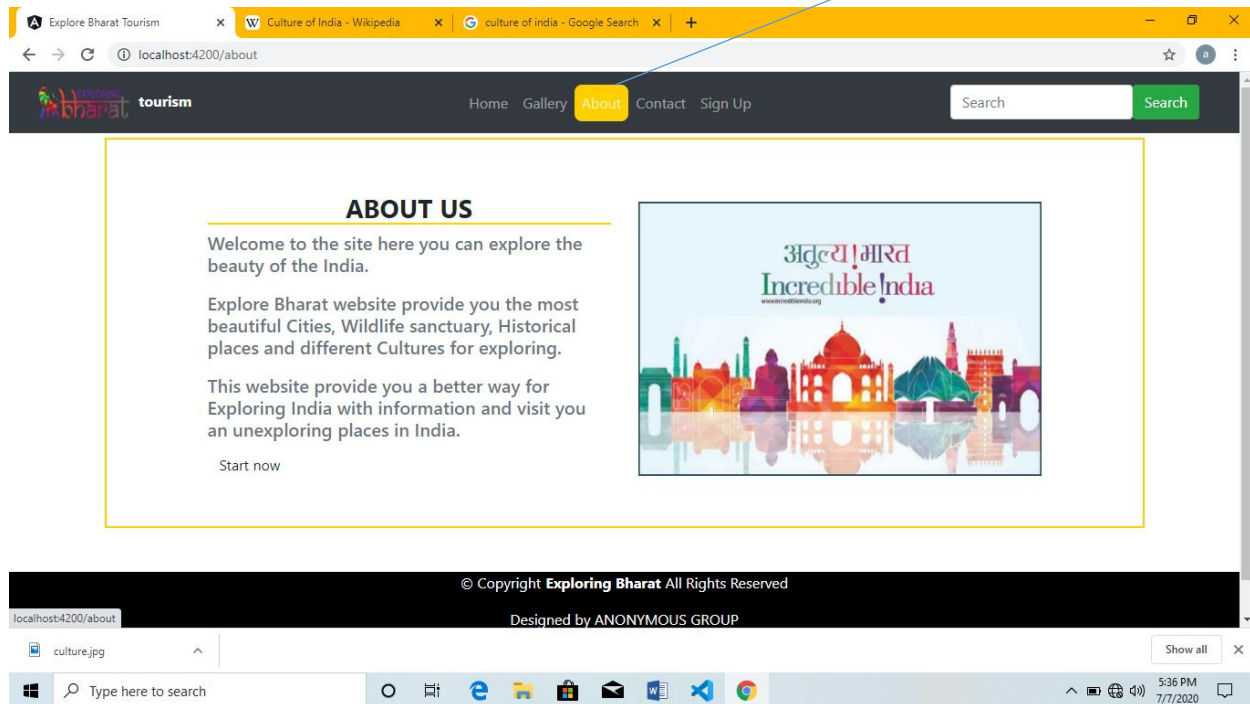 Explore Bharat Tourism
Culture of India - Wikipedia
culture of india - Google Search
localhost:4200/about
a
EXPLORING
bharat
tourism
Home Gallery About Contact Sign Up
Search
Search
ABOUT US
Welcome to the site here you can explore the
beauty of the India.
Explore Bharat website provide you the most
beautiful Cities, Wildlife sanctuary, Historical
places and different Cultures for exploring.
This website provide you a better way for
Exploring India with information and visit you
an unexploring places in India.
Start now
अतुल्य!भारत
Incredible!ndia
www.incredibleindia.org
© Copyright Exploring Bharat All Rights Reserved
Designed by ANONYMOUS GROUP
localhost:4200/about
culture.jpg
Show all
Type here to search
5:36 PM
7/7/2020